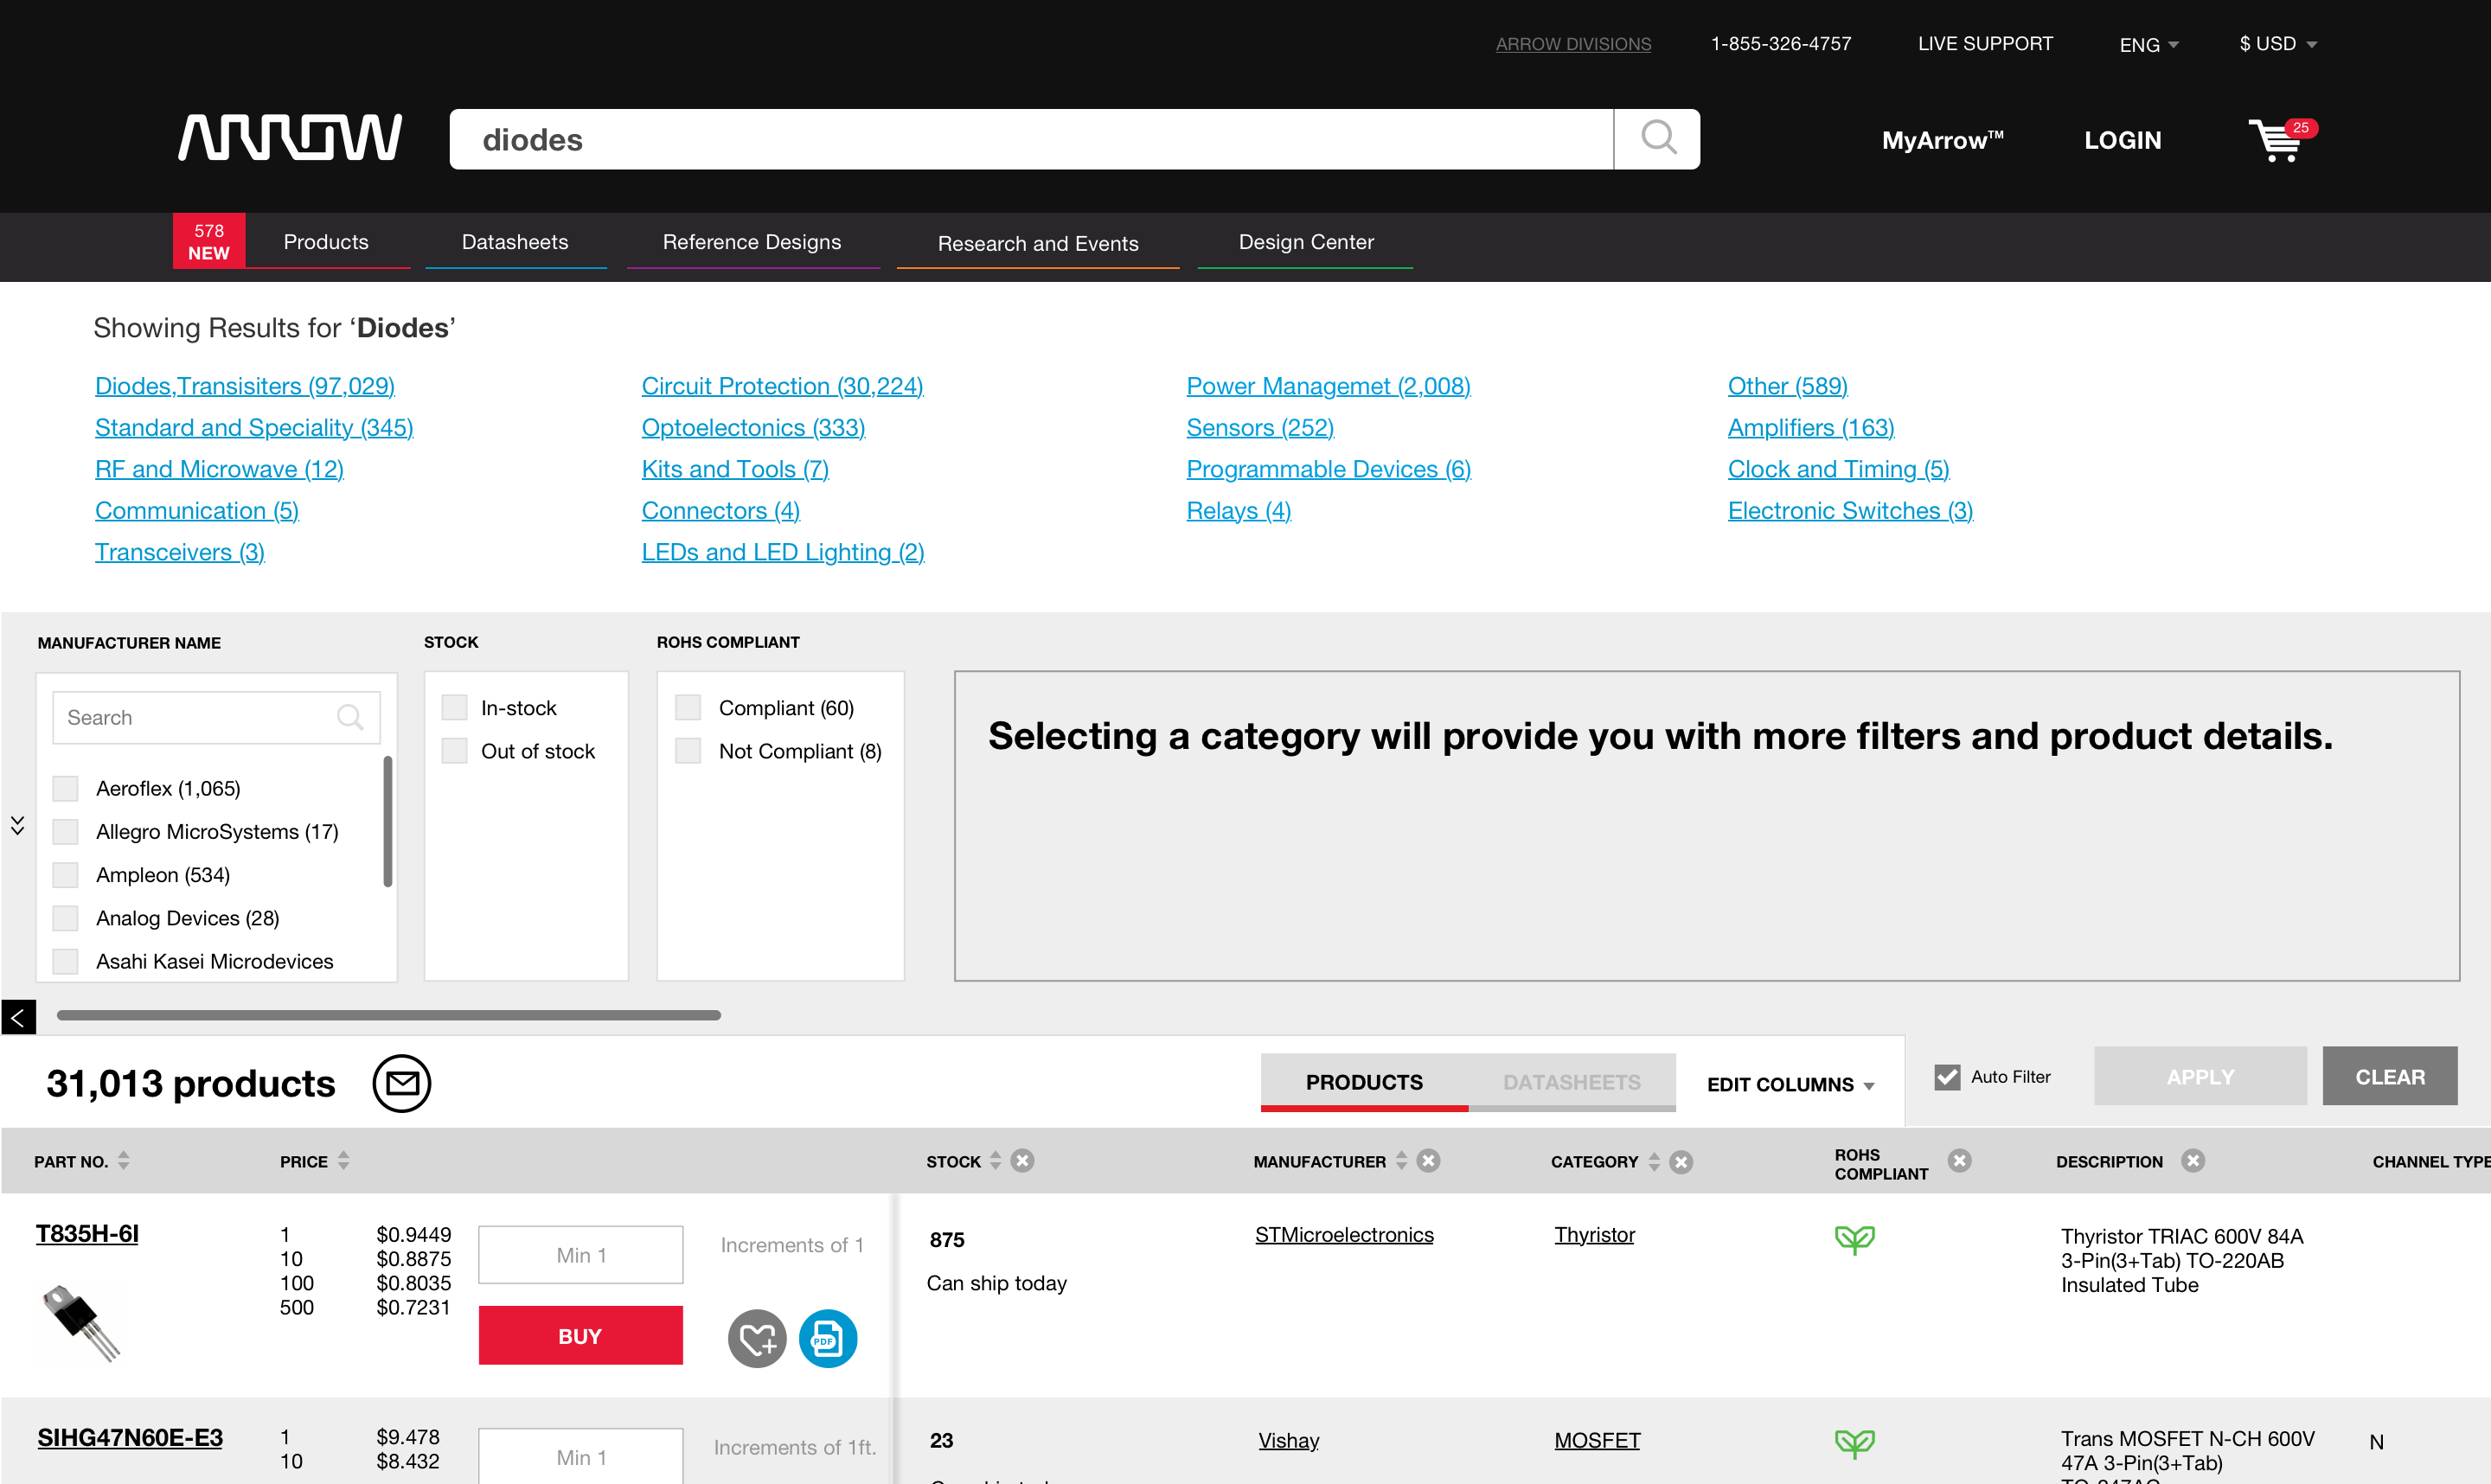 ARROW DIVISIONS 1-855-326-4757 LIVE SUPPORT ENG $ USD
ARROW diodes MyArrow™ LOGIN 25
578 NEW Products Datasheets Reference Designs Research and Events Design Center
Showing Results for ‘Diodes’
Diodes,Transisiters (97,029) Circuit Protection (30,224) Power Managemet (2,008) Other (589)
Standard and Speciality (345) Optoelectonics (333) Sensors (252) Amplifiers (163)
RF and Microwave (12) Kits and Tools (7) Programmable Devices (6) Clock and Timing (5)
Communication (5) Connectors (4) Relays (4) Electronic Switches (3)
Transceivers (3) LEDs and LED Lighting (2)
MANUFACTURER NAME STOCK ROHS COMPLIANT
Search
Aeroflex (1,065)
Allegro MicroSystems (17)
Ampleon (534)
Analog Devices (28)
Asahi Kasei Microdevices
In-stock
Out of stock
Compliant (60)
Not Compliant (8)
Selecting a category will provide you with more filters and product details.
31,013 products PRODUCTS DATASHEETS EDIT COLUMNS Auto Filter APPLY CLEAR
PART NO. PRICE STOCK MANUFACTURER CATEGORY ROHS COMPLIANT DESCRIPTION CHANNEL TYPE
T835H-6I
1 $0.9449
10 $0.8875
100 $0.8035
500 $0.7231
Min 1 Increments of 1
BUY PDF
875
Can ship today
STMicroelectronics
Thyristor
Thyristor TRIAC 600V 84A
3-Pin(3+Tab) TO-220AB
Insulated Tube
SIHG47N60E-E3
1 $9.478
10 $8.432
Min 1 Increments of 1ft.
23
Vishay
MOSFET
Trans MOSFET N-CH 600V
47A 3-Pin(3+Tab)
N